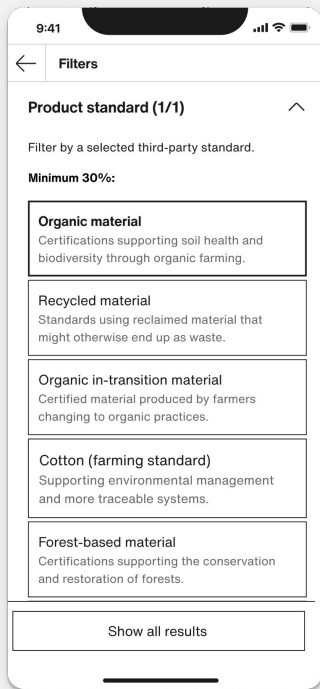 9:41
Filters
Product standard (1/1)
Filter by a selected third-party standard.
Minimum 30%:
Organic material
Certifications supporting soil health and
biodiversity through organic farming.
Recycled material
Standards using reclaimed material that
might otherwise end up as waste.
Organic in-transition material
Certified material produced by farmers
changing to organic practices.
Cotton (farming standard)
Supporting environmental management
and more traceable systems.
Forest-based material
Certifications supporting the conservation
and restoration of forests.
Show all results